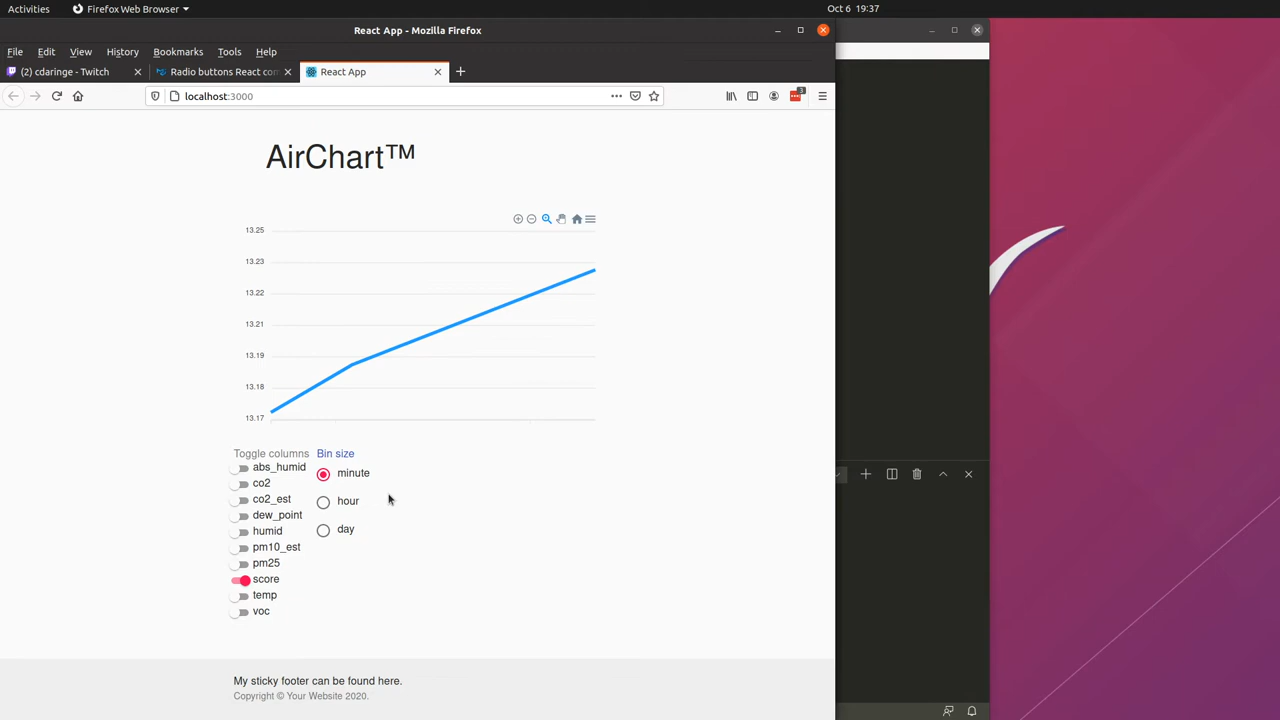 Activities
Firefox Web Browser
Oct 6 19:37
React App - Mozilla Firefox
File Edit View History Bookmarks Tools Help
(2) cdaringe - Twitch
Radio buttons React con
React App
localhost:3000
3
AirChart™
13.25
13.23
13.22
13.21
13.19
13.18
13.17
Toggle columns
abs_humid
co2
co2_est
dew_point
humid
pm10_est
pm25
score
temp
voc
Bin size
minute
hour
day
My sticky footer can be found here.
Copyright © Your Website 2020.